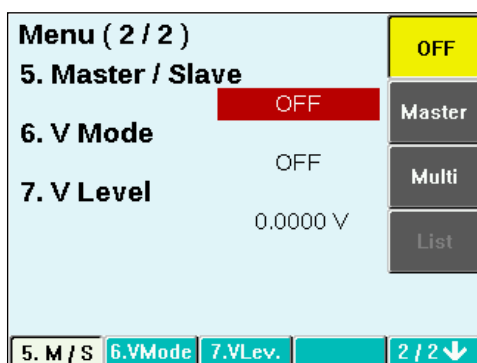 Menu ( 2 / 2 )
OFF
5. Master / Slave
OFF
Master
6. V Mode
OFF
Multi
7. V Level
0.0000 V
List
5. M / S 6.VMode 7.VLev. 2 / 2